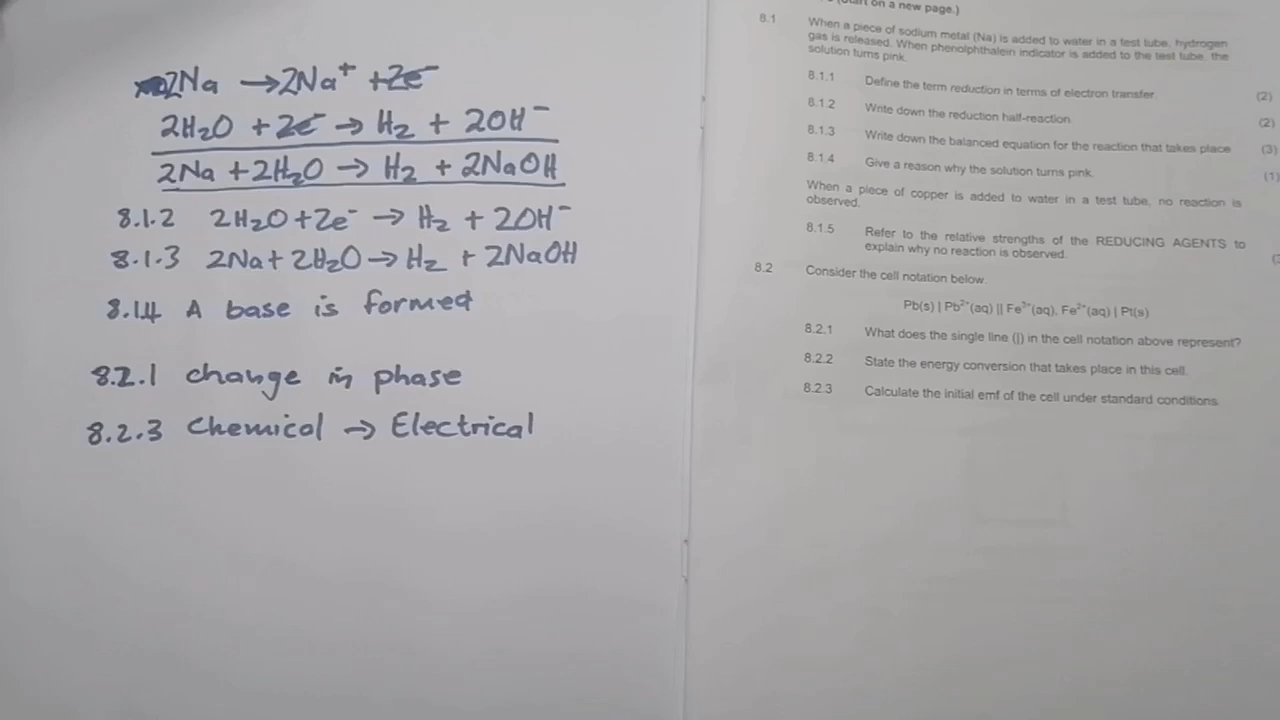 2Na → 2Na⁺ + 2e⁻
2H₂O + 2e⁻ → H₂ + 2OH⁻
2Na + 2H₂O → H₂ + 2NaOH
8.1.2 2H₂O + 2e⁻ → H₂ + 2OH⁻
8.1.3 2Na + 2H₂O → H₂ + 2NaOH
8.1.4 A base is formed
8.2.1 change in phase
8.2.3 Chemical → Electrical
on a new page.)
8.1 When a piece of sodium metal (Na) is added to water in a test tube, hydrogen
gas is released. When phenolphthalein indicator is added to the test tube, the
solution turns pink.
8.1.1 Define the term reduction in terms of electron transfer. (2)
8.1.2 Write down the reduction half-reaction. (2)
8.1.3 Write down the balanced equation for the reaction that takes place (3)
8.1.4 Give a reason why the solution turns pink. (1)
When a piece of copper is added to water in a test tube, no reaction is
observed.
8.1.5 Refer to the relative strengths of the REDUCING AGENTS to
explain why no reaction is observed.
8.2 Consider the cell notation below.
Pb(s) | Pb²⁺(aq) || Fe³⁺(aq), Fe²⁺(aq) | Pt(s)
8.2.1 What does the single line (|) in the cell notation above represent?
8.2.2 State the energy conversion that takes place in this cell.
8.2.3 Calculate the initial emf of the cell under standard conditions.